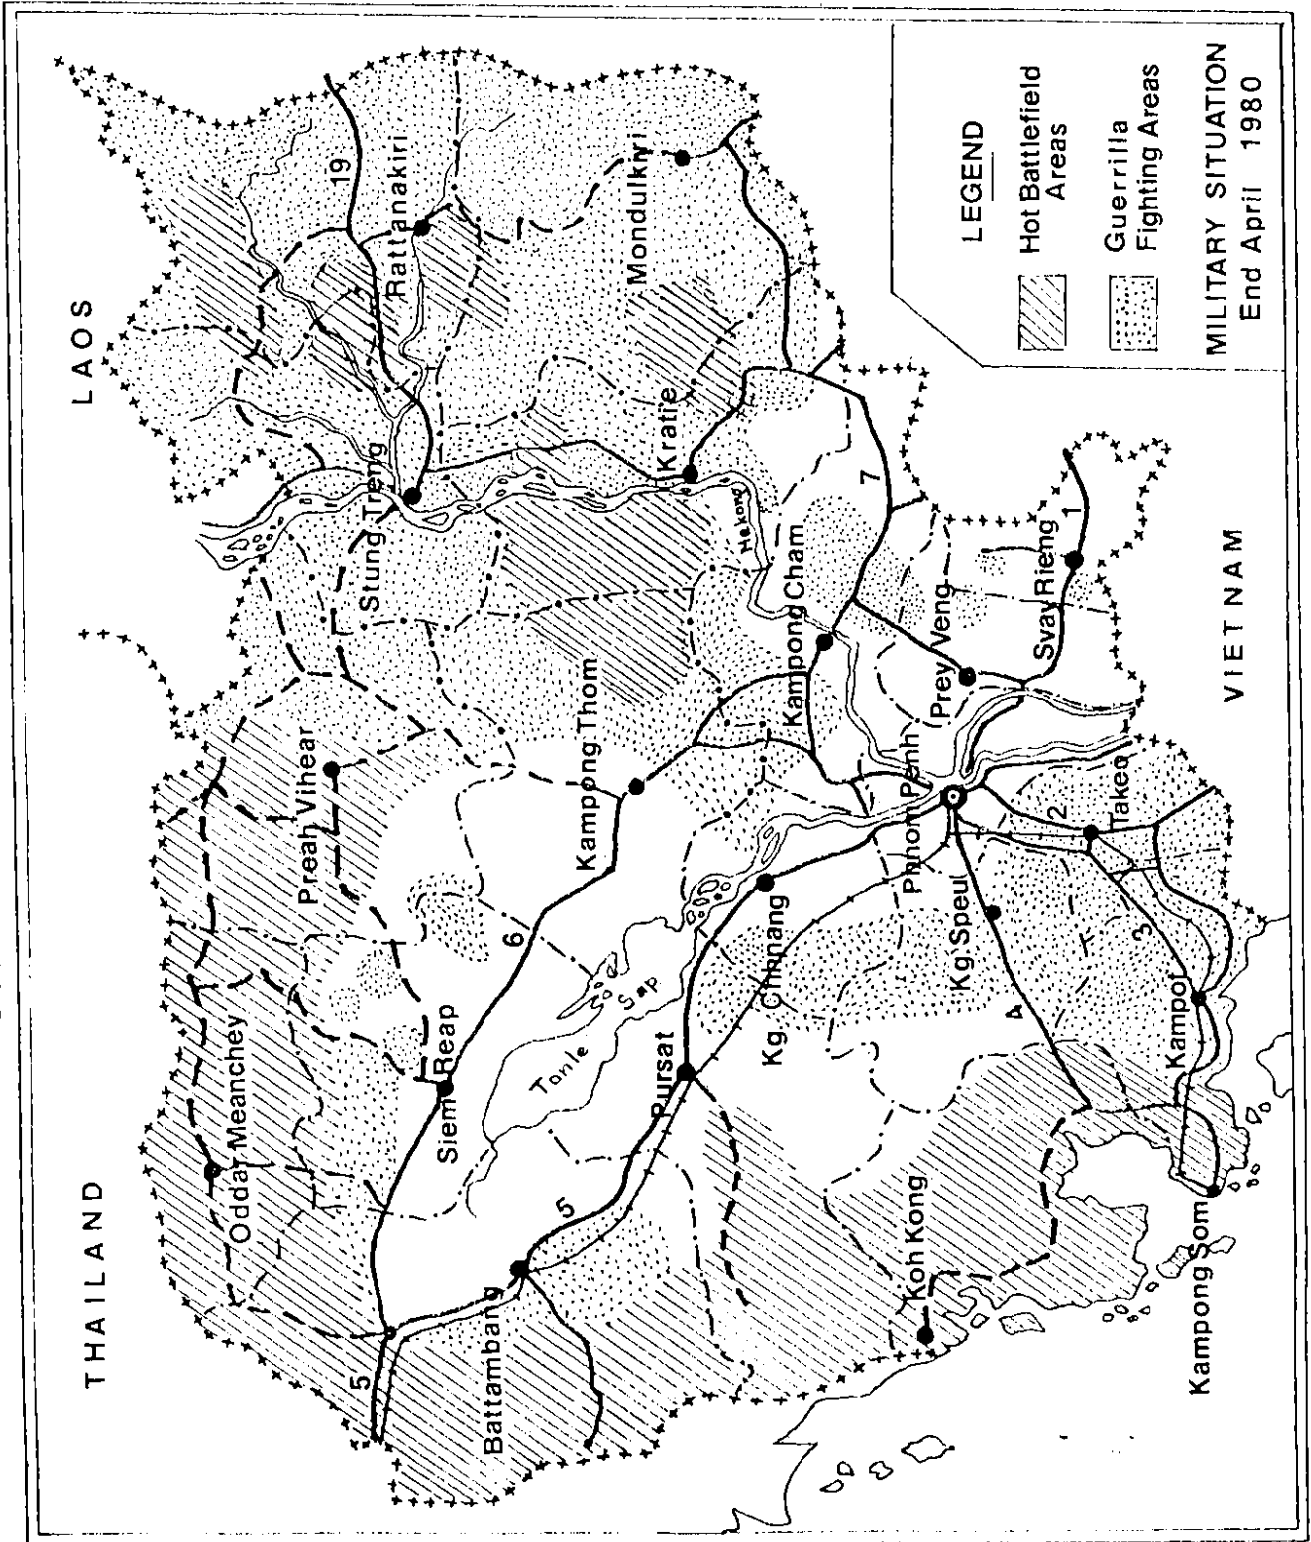 THAILAND
LAOS
VIETNAM
Oddar Meanchey
Preah Vihear
Stung Treng
Rattanakiri
19
5
Siem Reap
6
Kampong Thom
Kratie
Mondulkiri
Battambang
5
Tonle
Sap
Pursat
Kg. Chhnang
Kampong Cham
Mekong
7
Koh Kong
Kg.Speul
Phnom Penh
Prey Veng
Svay Rieng
1
4
2
Takeo
3
Kampot
Kampong Som
LEGEND
Hot Battlefield
Areas
Guerrilla
Fighting Areas
MILITARY SITUATION
End April 1980